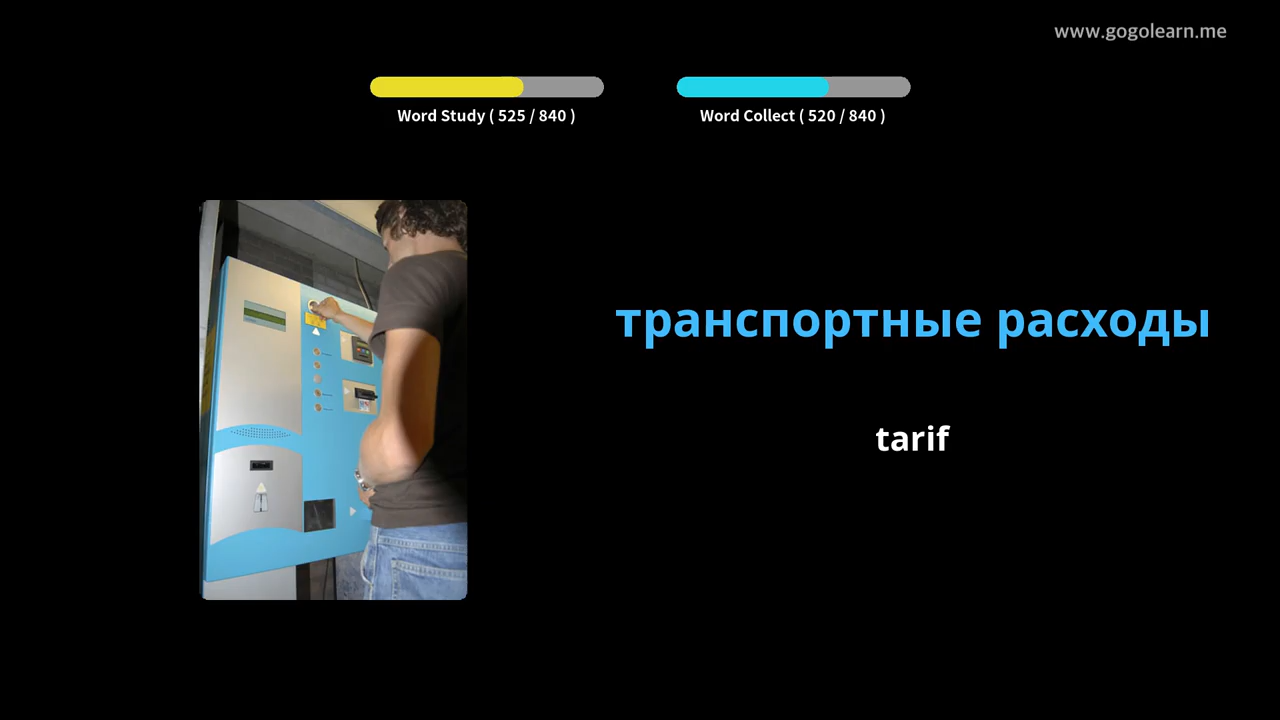 www.gogolearn.me
Word Study ( 525 / 840 )
Word Collect ( 520 / 840 )
транспортные расходы
tarif